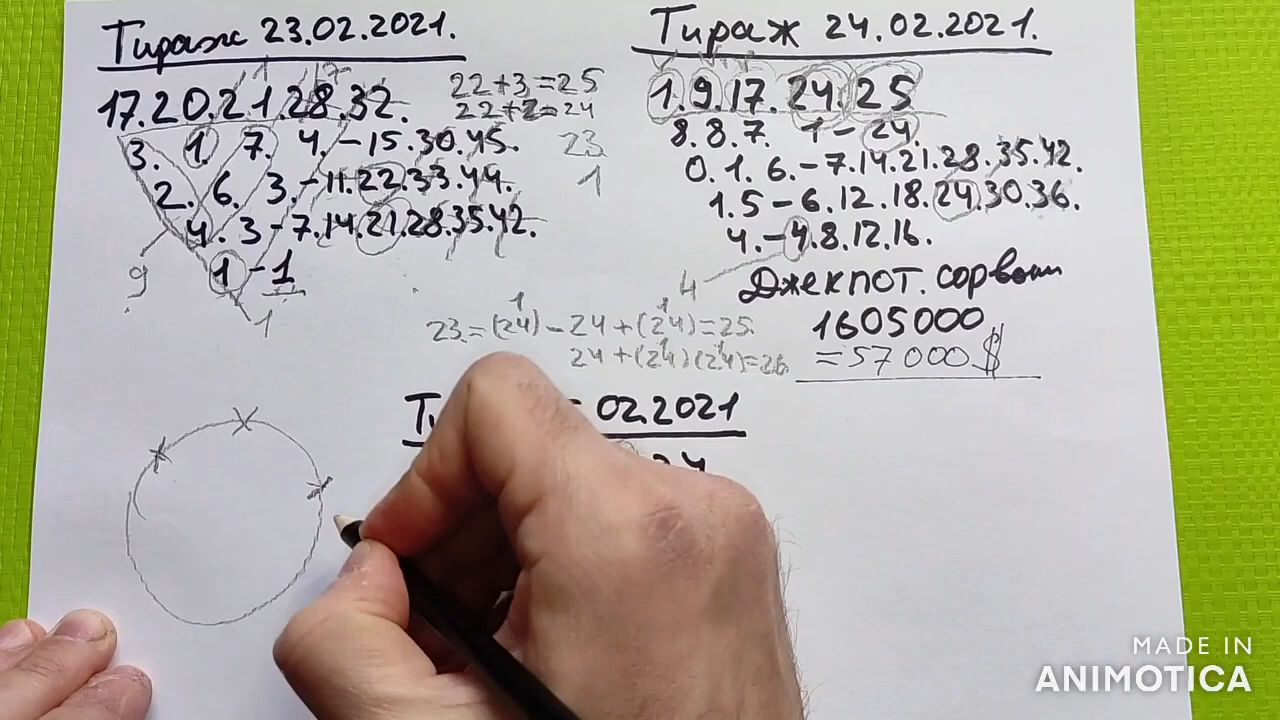 Тираж 23.02.2021.
17.20.21.28.32.
3. 1. 7. 4. – 15.30.45.
2. 6. 3. – 11.22.33.44.
4. 3 – 7.14.21.28.35.42.
1 – 1
1
9
22+3=25
22+2=24
23
1
Тираж 24.02.2021.
1.9.17.24.25
8.8.7. 1 – 24.
0. 1. 6. – 7.14.21.28.35.42.
1.5 – 6.12.18.24.30.36.
4. – 4.8.12.16.
4
Джекпот. сорвали
1605000
=57000$
23=(24) – 24+(24)=25
24+(24)(24)=26
02.2021
24
MADE IN
ANIMOTICA